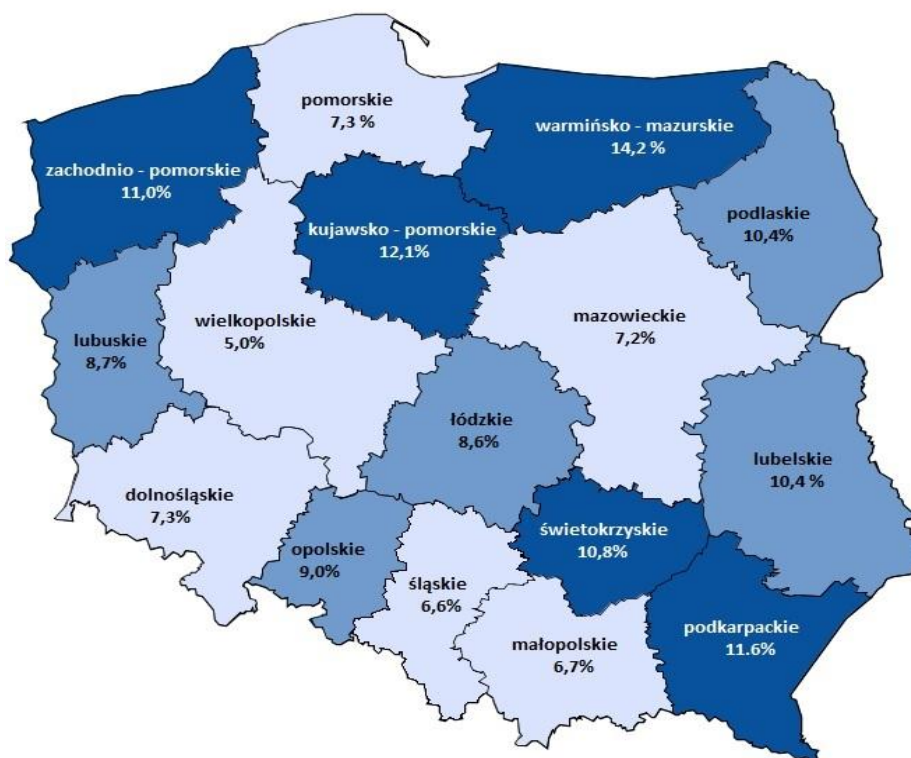 pomorskie
7,3 %
warmińsko - mazurskie
14,2 %
zachodnio - pomorskie
11,0%
podlaskie
10,4%
kujawsko - pomorskie
12,1%
wielkopolskie
5,0%
mazowieckie
7,2%
lubuskie
8,7%
łódzkie
8,6%
lubelskie
10,4 %
dolnośląskie
7,3%
świetokrzyskie
10,8%
opolskie
9,0%
śląskie
6,6%
małopolskie
6,7%
podkarpackie
11.6%